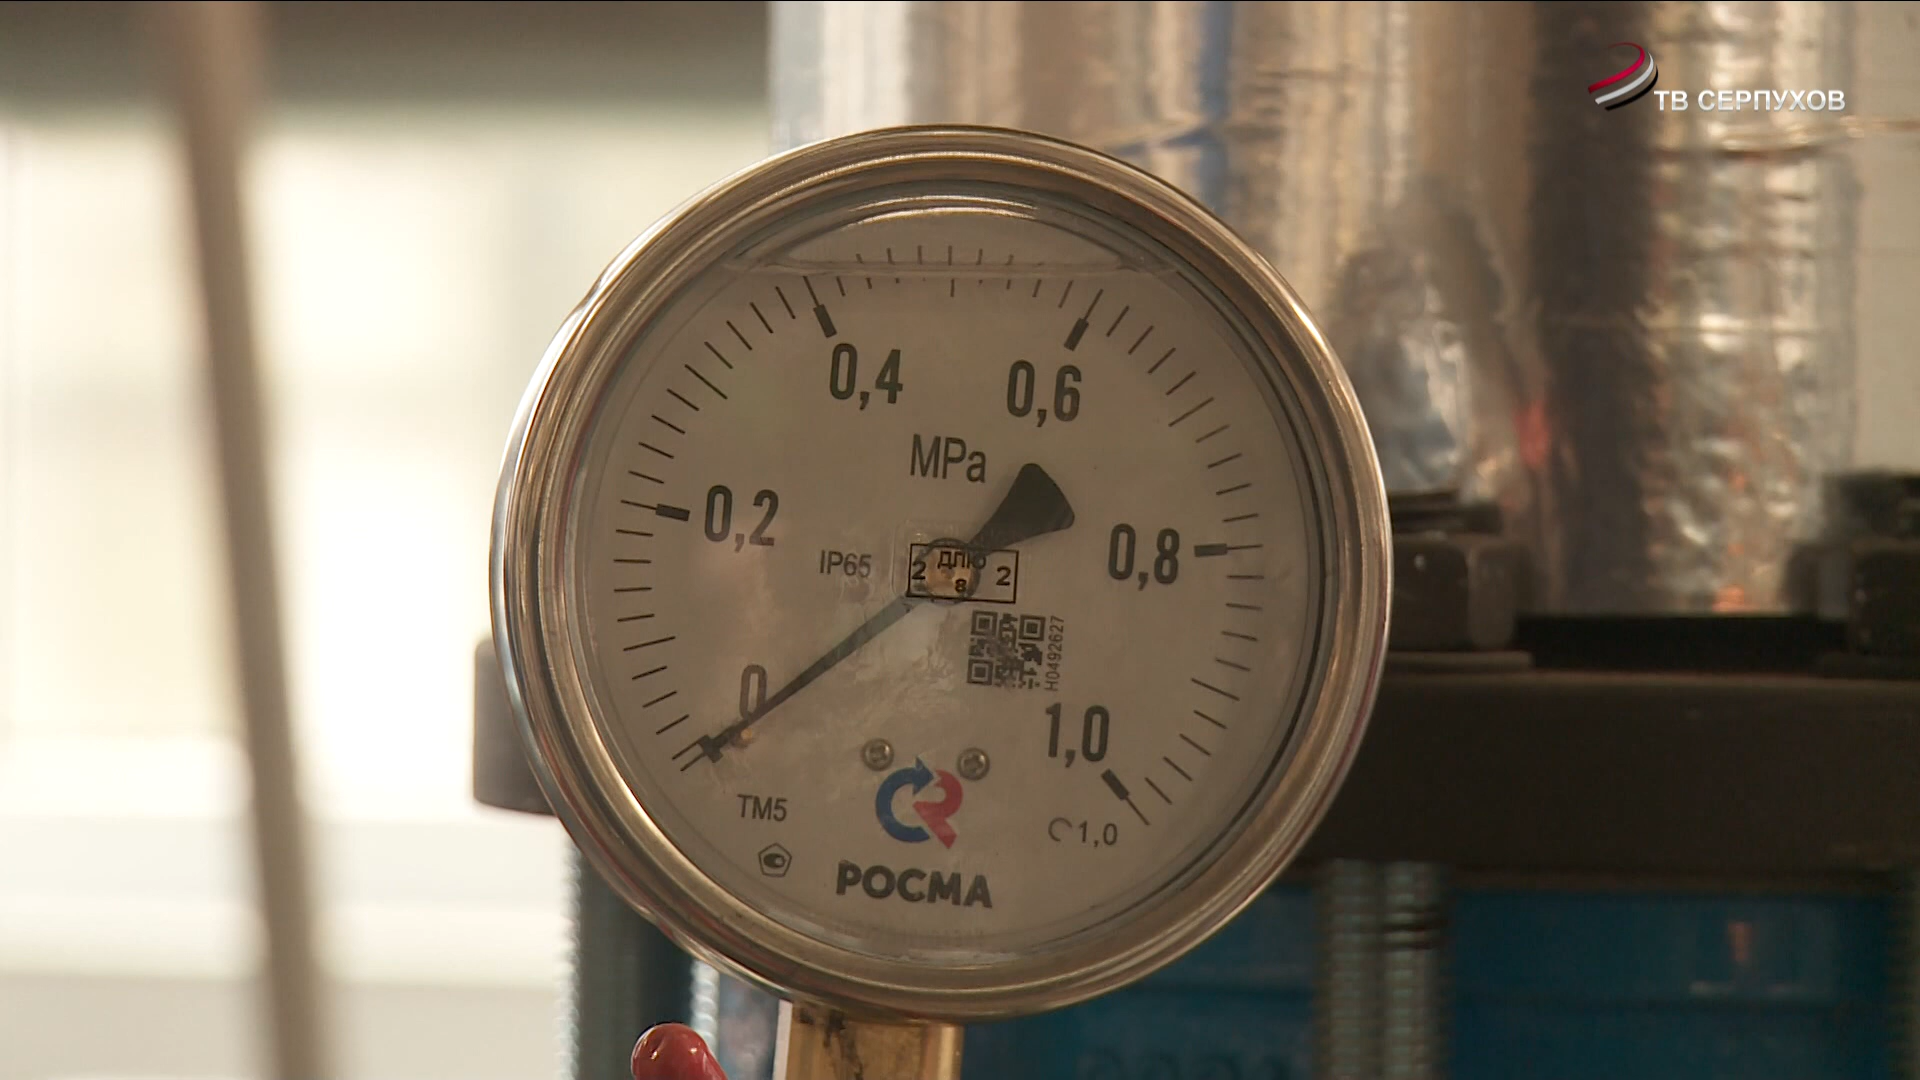 ТВ СЕРПУХОВ
0,4 0,6
MPa
0,2
0,8
IP65
ДПЮ
2 8 2
H0492627
0
1,0
TM5
1,0
РОСМА